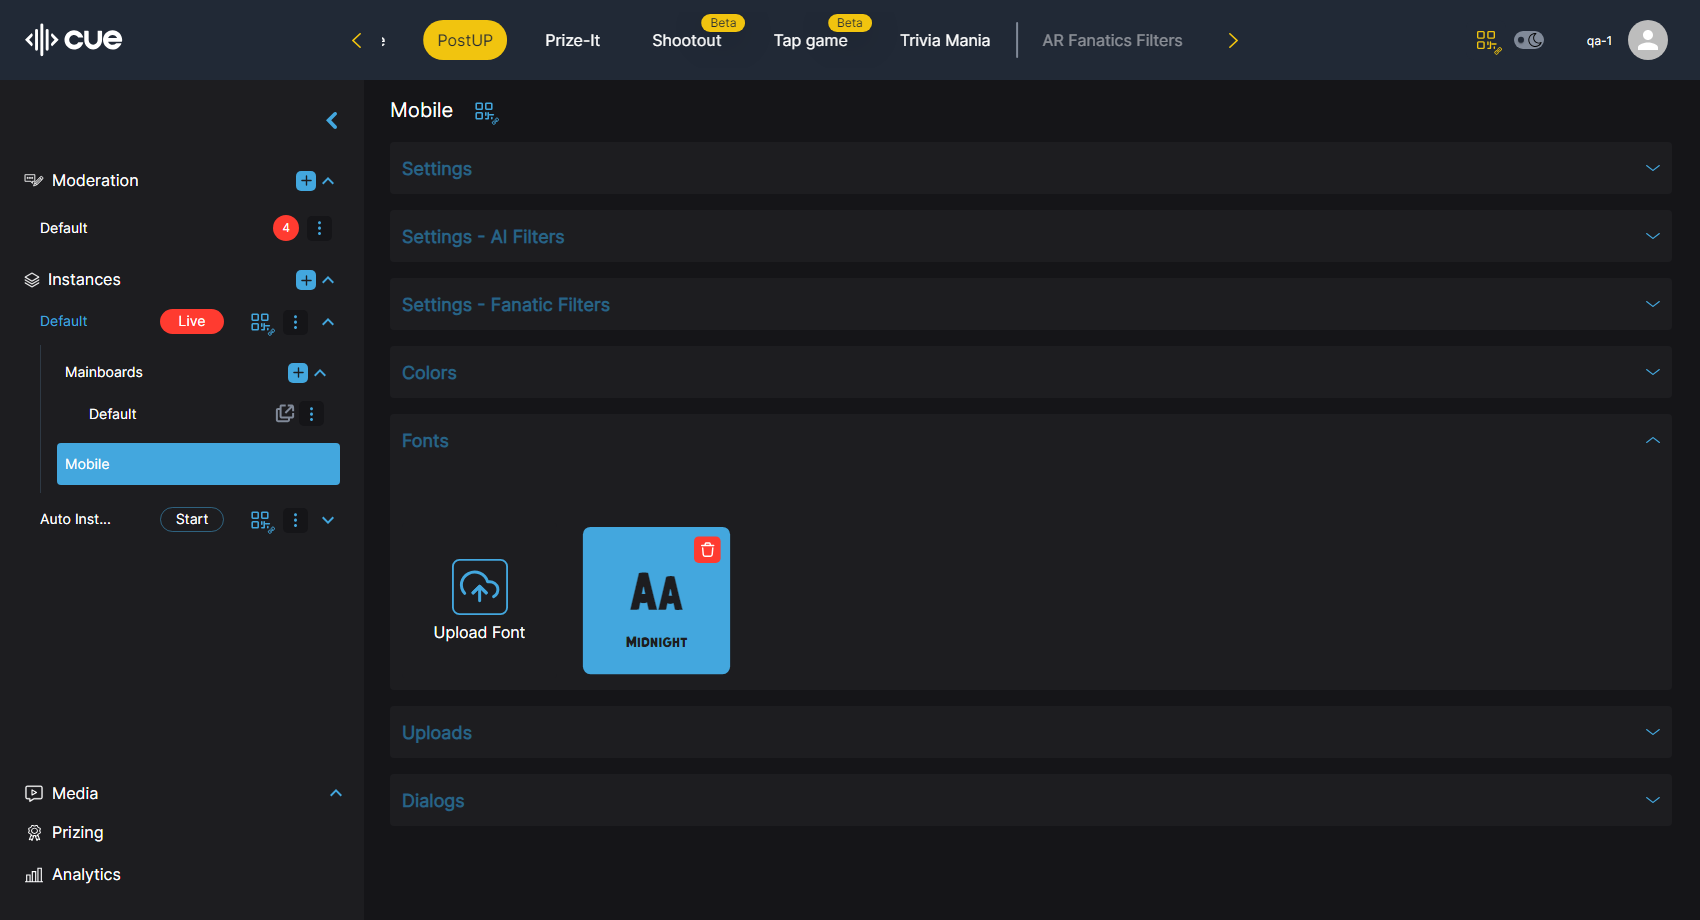 cue
e
PostUP
Prize-It
Beta
Shootout
Beta
Tap game
Trivia Mania
AR Fanatics Filters
qa-1
Moderation
Default
4
Instances
Default
Live
Mainboards
Default
Mobile
Auto Inst...
Start
Media
Prizing
Analytics
Mobile
Settings
Settings - AI Filters
Settings - Fanatic Filters
Colors
Fonts
Upload Font
Aa
Midnight
Uploads
Dialogs